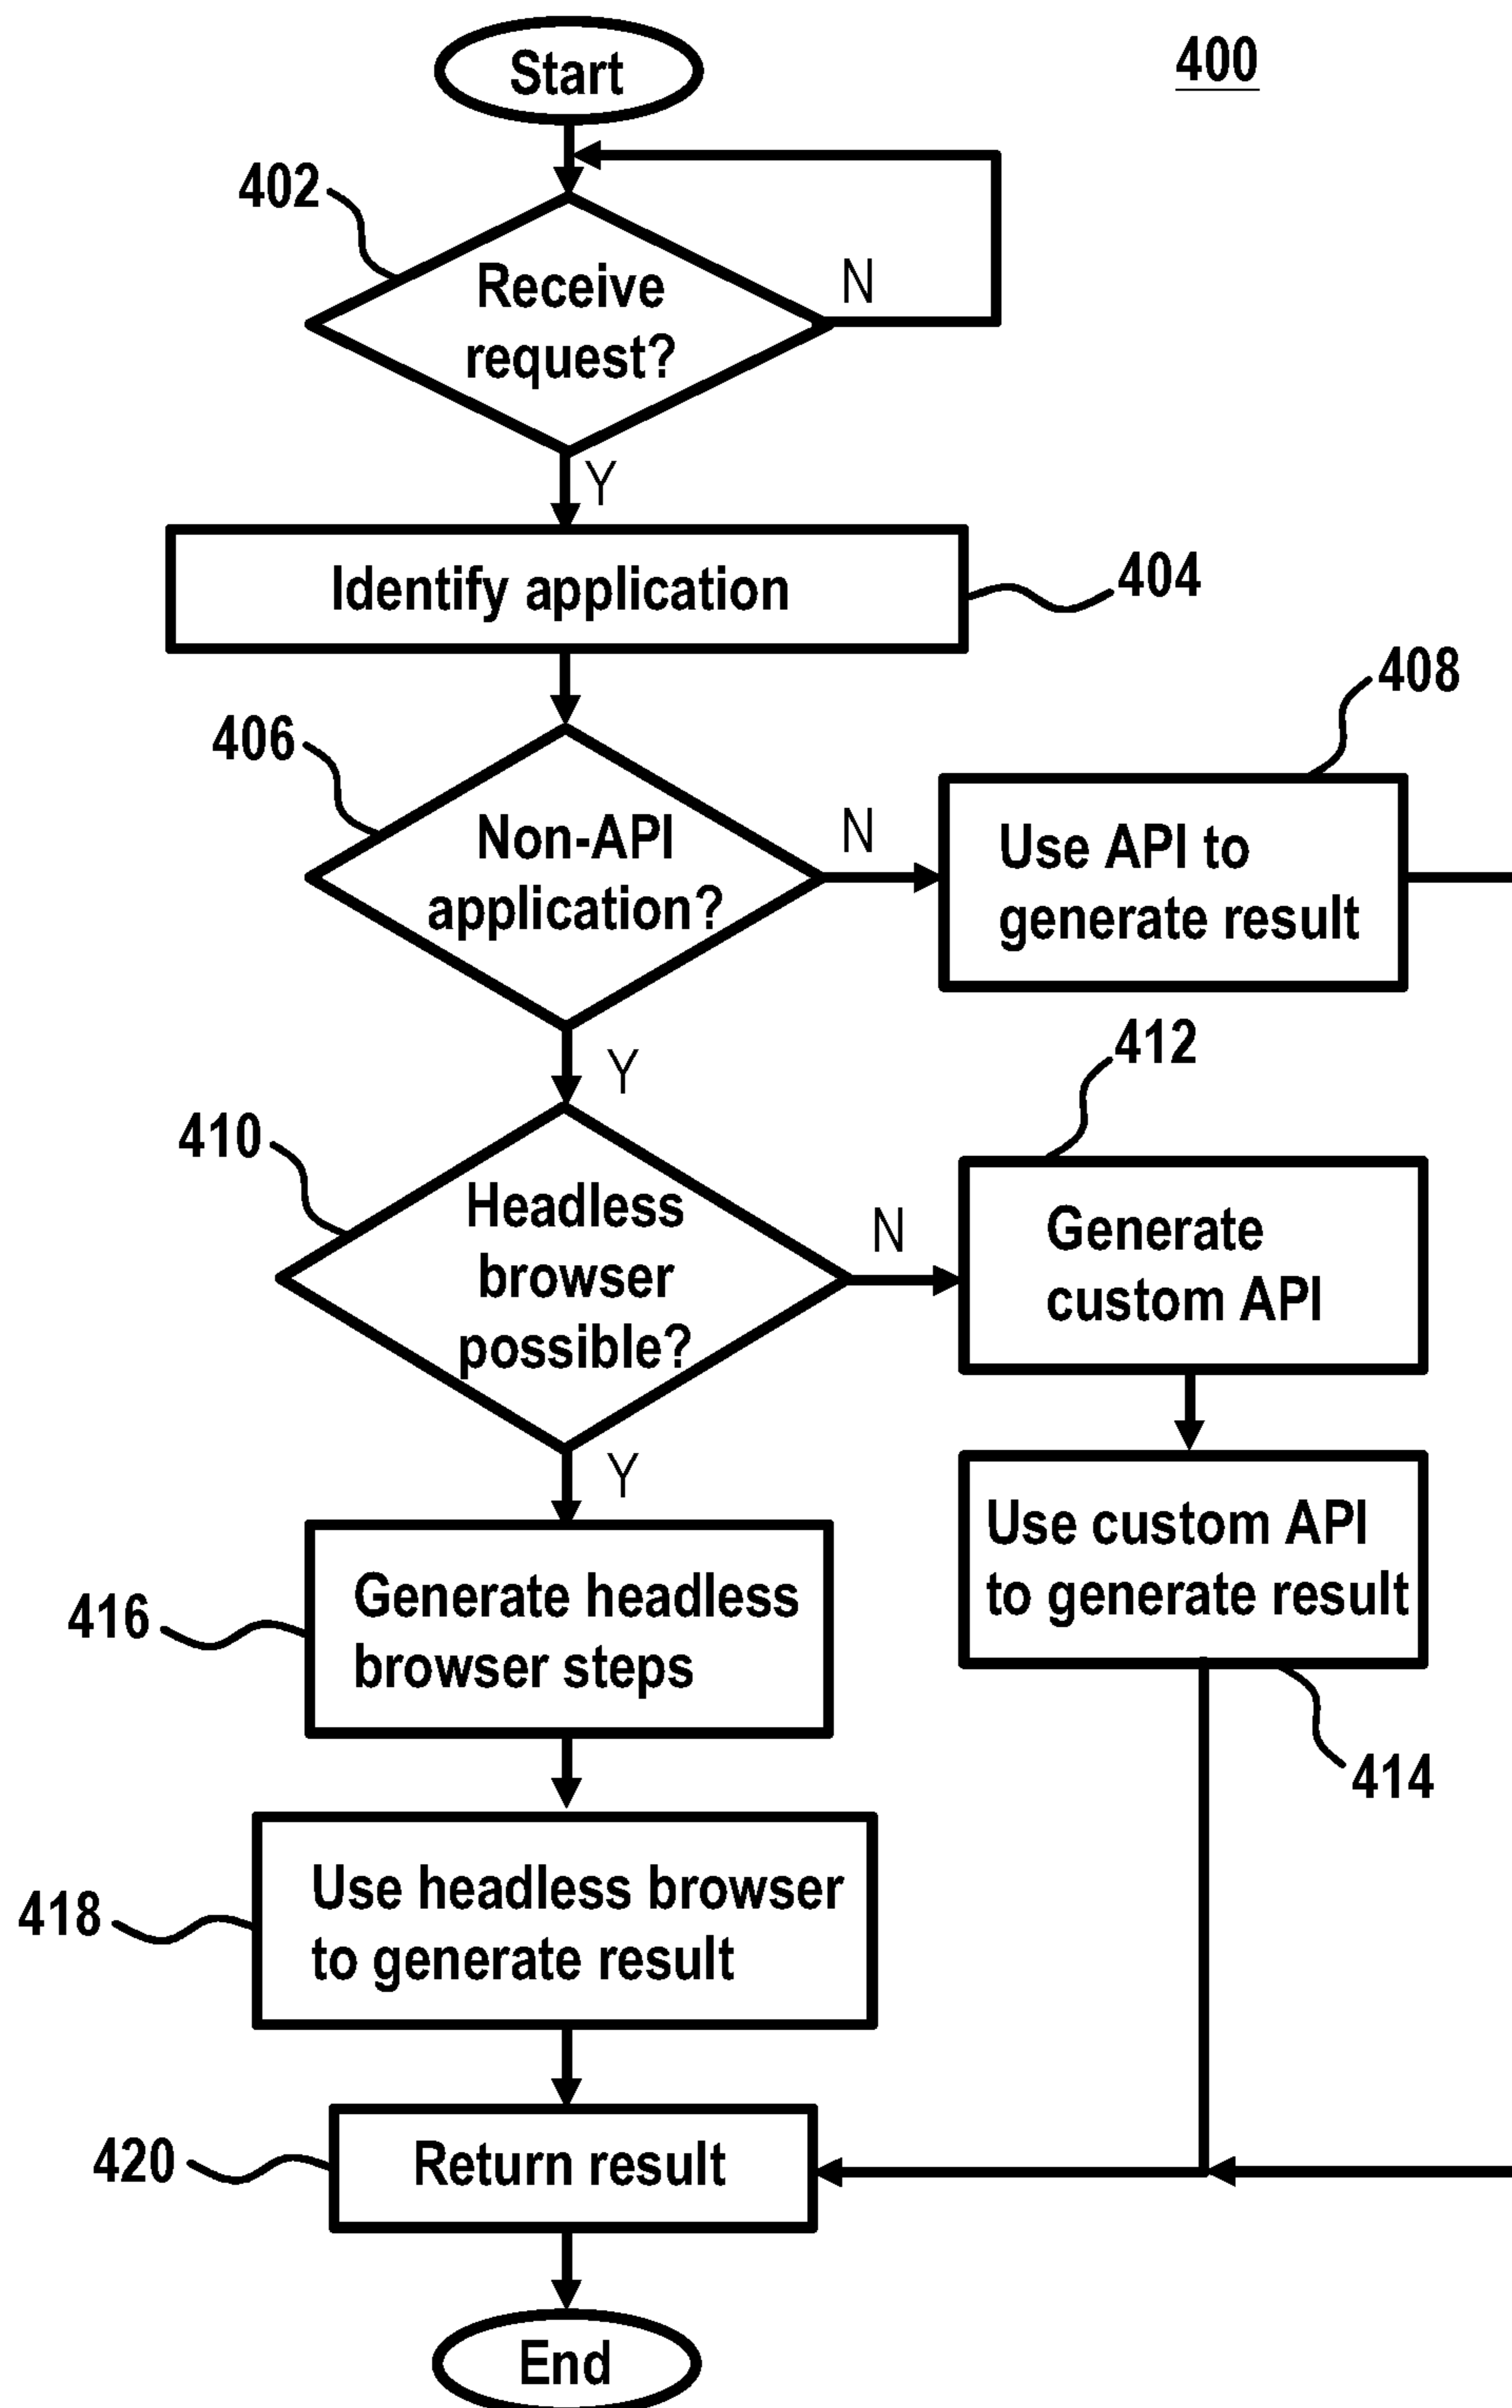 Start
400
402
Receive
request?
N
Y
Identify application
404
406
Non-API
application?
N
408
Use API to
generate result
Y
410
Headless
browser
possible?
N
412
Generate
custom API
Y
Use custom API
to generate result
414
416
Generate headless
browser steps
418
Use headless browser
to generate result
420
Return result
End